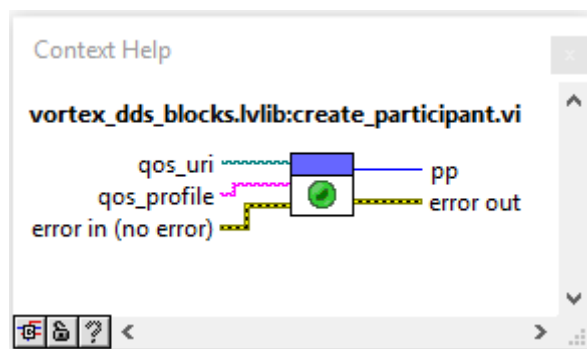 Context Help
x
vortex_dds_blocks.lvlib:create_participant.vi
qos_uri
pp
qos_profile
error out
error in (no error)
?